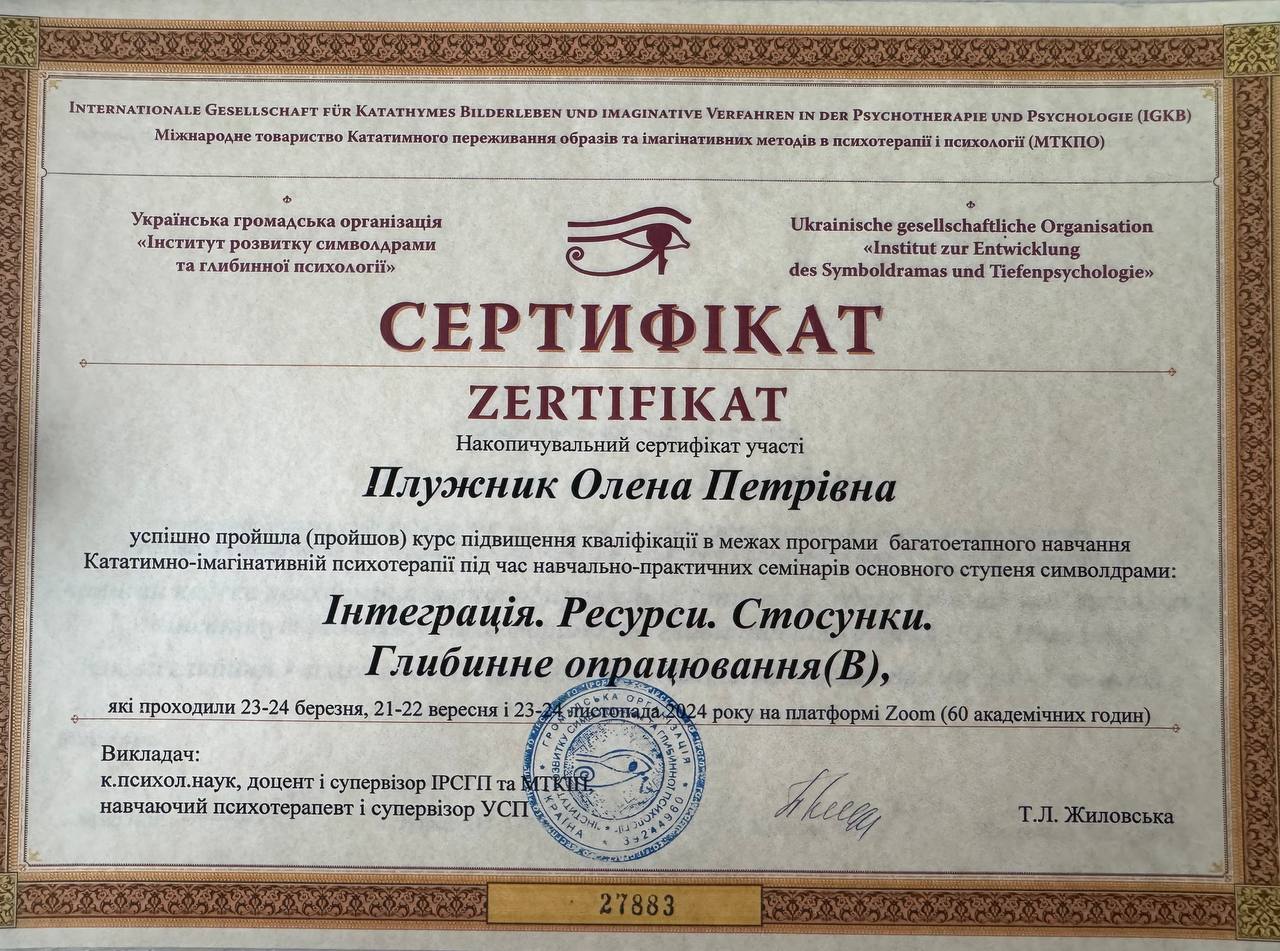 Internationale Gesellschaft für Katathymes Bilderleben und imaginative Verfahren in der Psychotherapie und Psychologie (IGKB)
Міжнародне товариство Кататимного переживання образів та імагінативних методів в психотерапії і психології (МТКПО)
Українська громадська організація
«Інститут розвитку символдрами
та глибинної психології»
Ukrainische gesellschaftliche Organisation
«Institut zur Entwicklung
des Symboldramas und Tiefenpsychologie»
СЕРТИФІКАТ
ZERTIFIKAT
Накопичувальний сертифікат участі
Плужник Олена Петрівна
успішно пройшла (пройшов) курс підвищення кваліфікації в межах програми багатоетапного навчання
Кататимно-імагінативній психотерапії під час навчально-практичних семінарів основного ступеня символдрами:
Інтеграція. Ресурси. Стосунки.
Глибинне опрацювання(В),
які проходили 23-24 березня, 21-22 вересня і 23-24 листопада 2024 року на платформі Zoom (60 академічних годин)
Викладач:
к.психол.наук, доцент і супервізор ІРСГП та МТКІН,
навчаючий психотерапевт і супервізор УСП
ГРОМАДСЬКА ОРГАНІЗАЦІЯ
УКРАЇНА * 39244960
Т.Л. Жиловська
27883